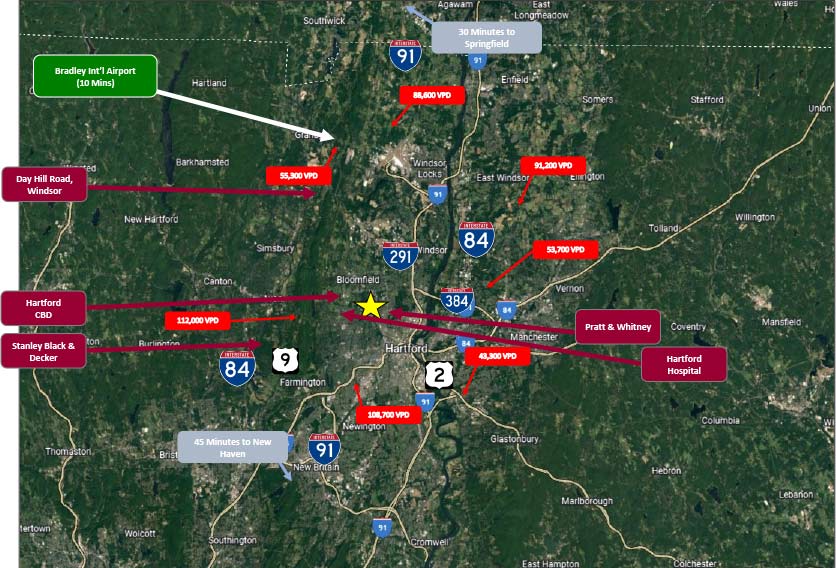 Wales
Agawam
East
Longmeadow
Southwick
30 Minutes to
Springfield
INTERSTATE
91
91
Bradley Int'l Airport
(10 Mins)
Hartland
Enfield
88,600 VPD
Somers
Stafford
Union
Barkhamsted
Windsor
Locks
91,200 VPD
55,300 VPD
East Windsor
Ellington
Day Hill Road,
Windsor
91
New Hartford
Willington
Tolland
Simsbury
INTERSTATE
84
INTERSTATE
291
53,700 VPD
Canton
Bloomfield
Vernon
Hartford
CBD
384
84
112,000 VPD
Pratt & Whitney
Mansfield
Coventry
Stanley Black &
Decker
Burlington
Manchester
84
Hartford
43,300 VPD
Hartford
Hospital
INTERSTATE
84
9
2
Farmington
91
108,700 VPD
Newington
Columbia
45 Minutes to New
Haven
Glastonbury
INTERSTATE
91
Thomaston
New Britain
Hebron
Lebanon
Marlborough
91
Wolcott
Southington
Cromwell
East Hampton
Colchester